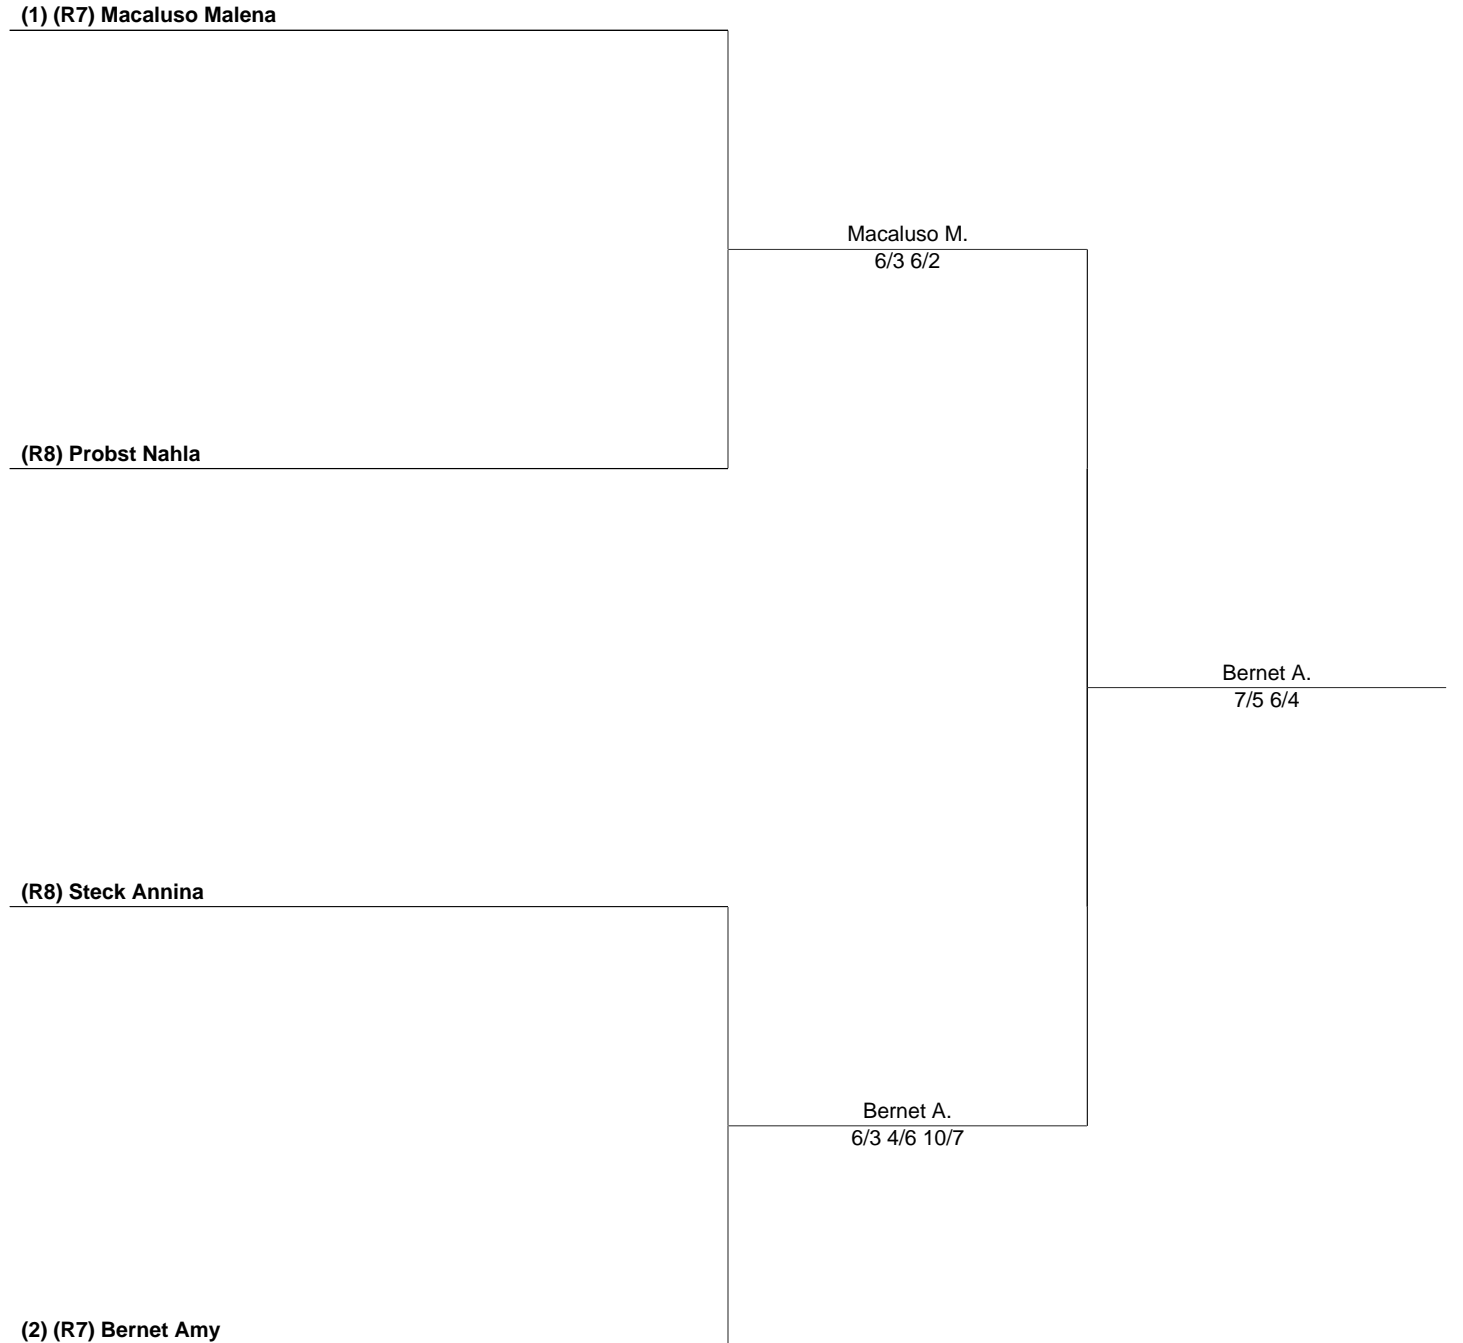 (1) (R7) Macaluso Malena
Macaluso M.
6/3 6/2
(R8) Probst Nahla
Bernet A.
7/5 6/4
(R8) Steck Annina
Bernet A.
6/3 4/6 10/7
(2) (R7) Bernet Amy